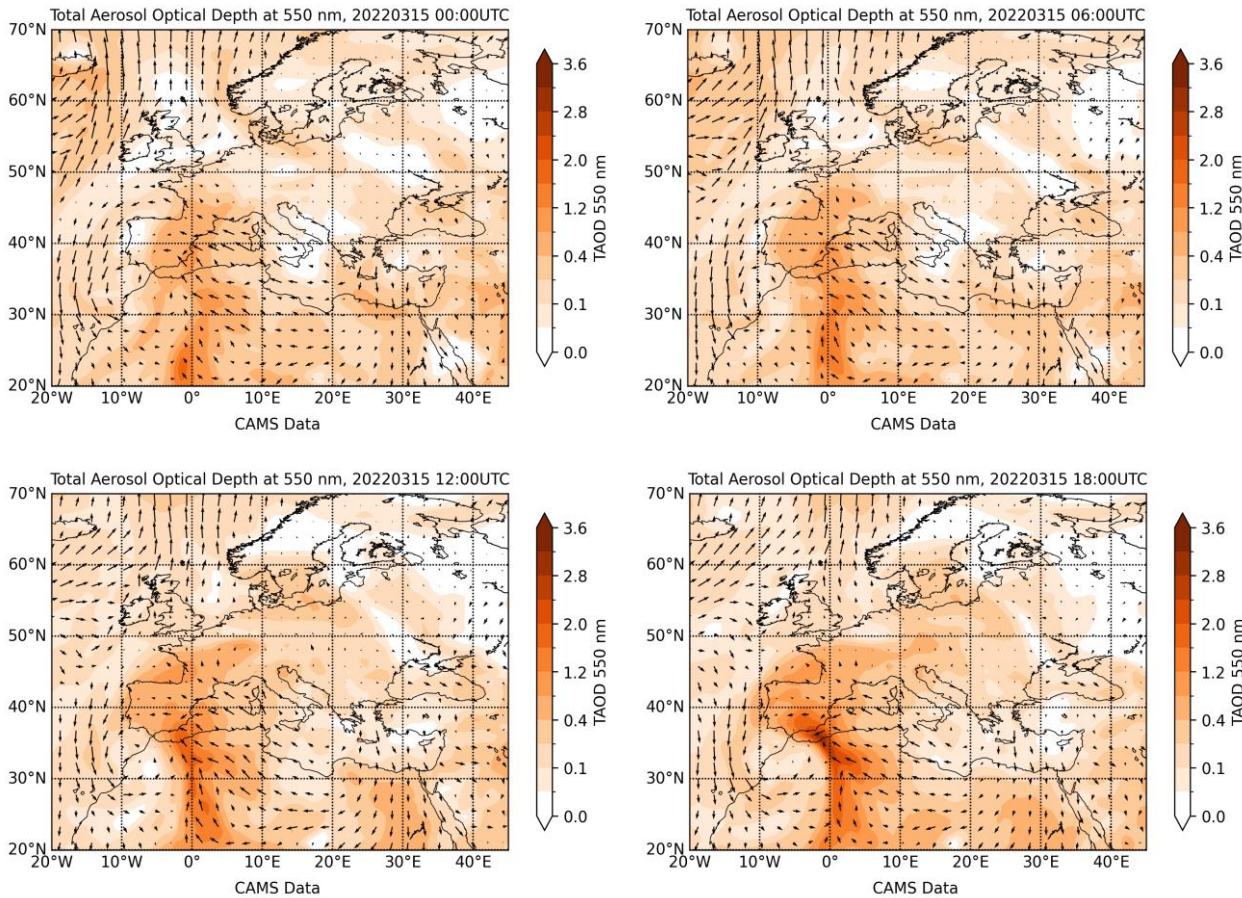 Total Aerosol Optical Depth at 550 nm, 20220315 00:00UTC
70°N
60°N
50°N
40°N
30°N
20°N
20°W 10°W 0° 10°E 20°E 30°E 40°E
CAMS Data
3.6
2.8
2.0
1.2
0.4
0.1
0.0
TAOD 550 nm
Total Aerosol Optical Depth at 550 nm, 20220315 06:00UTC
70°N
60°N
50°N
40°N
30°N
20°N
20°W 10°W 0° 10°E 20°E 30°E 40°E
CAMS Data
3.6
2.8
2.0
1.2
0.4
0.1
0.0
TAOD 550 nm
Total Aerosol Optical Depth at 550 nm, 20220315 12:00UTC
70°N
60°N
50°N
40°N
30°N
20°N
20°W 10°W 0° 10°E 20°E 30°E 40°E
CAMS Data
3.6
2.8
2.0
1.2
0.4
0.1
0.0
TAOD 550 nm
Total Aerosol Optical Depth at 550 nm, 20220315 18:00UTC
70°N
60°N
50°N
40°N
30°N
20°N
20°W 10°W 0° 10°E 20°E 30°E 40°E
CAMS Data
3.6
2.8
2.0
1.2
0.4
0.1
0.0
TAOD 550 nm